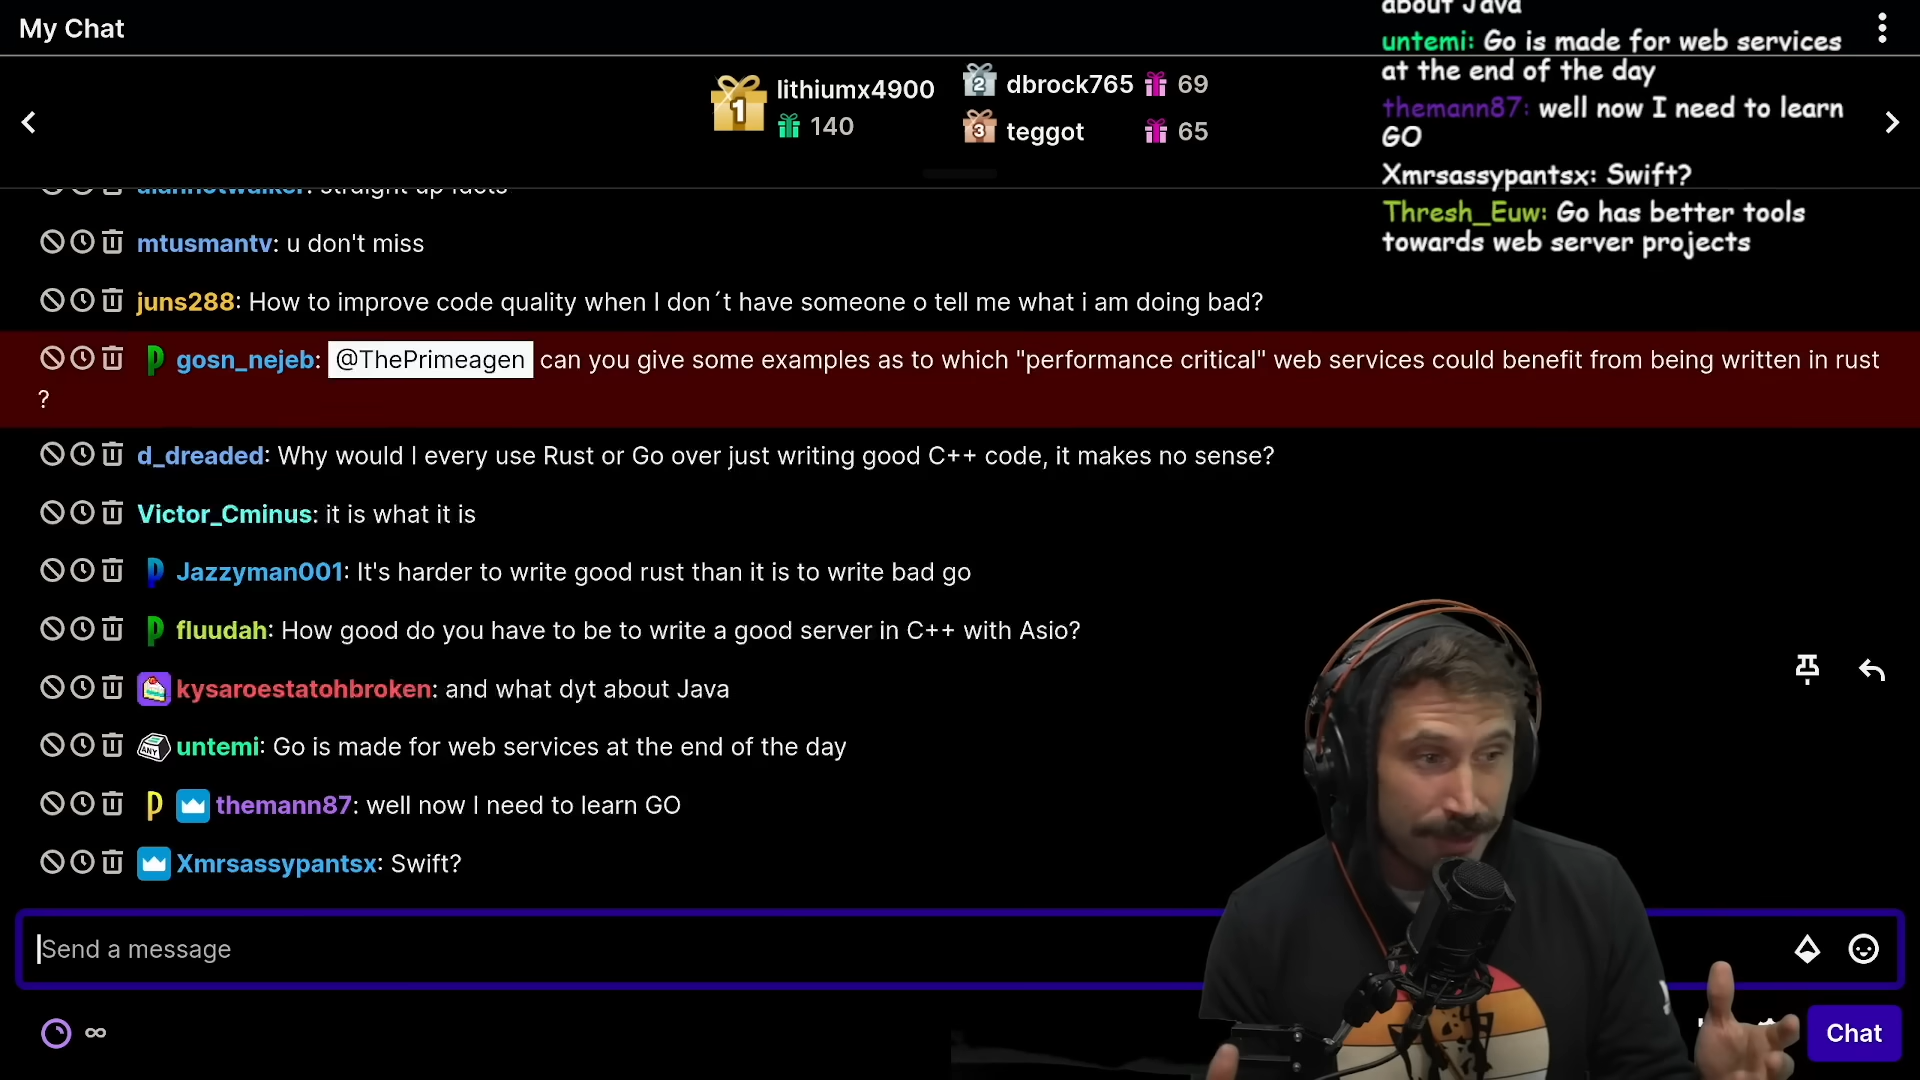 My Chat
lithiumx4900
140
dbrock765 69
teggot 65
1
2
3
about Java
untemi: Go is made for web services
at the end of the day
themann87: well now I need to learn
GO
Xmrsassypantsx: Swift?
Thresh_Euw: Go has better tools
towards web server projects
alannotwalker: straight up facts
mtusmantv: u don't miss
juns288: How to improve code quality when I don´t have someone o tell me what i am doing bad?
gosn_nejeb: @ThePrimeagen can you give some examples as to which "performance critical" web services could benefit from being written in rust
?
d_dreaded: Why would I every use Rust or Go over just writing good C++ code, it makes no sense?
Victor_Cminus: it is what it is
Jazzyman001: It's harder to write good rust than it is to write bad go
fluudah: How good do you have to be to write a good server in C++ with Asio?
kysaroestatohbroken: and what dyt about Java
ANY untemi: Go is made for web services at the end of the day
themann87: well now I need to learn GO
Xmrsassypantsx: Swift?
Send a message
∞
Chat